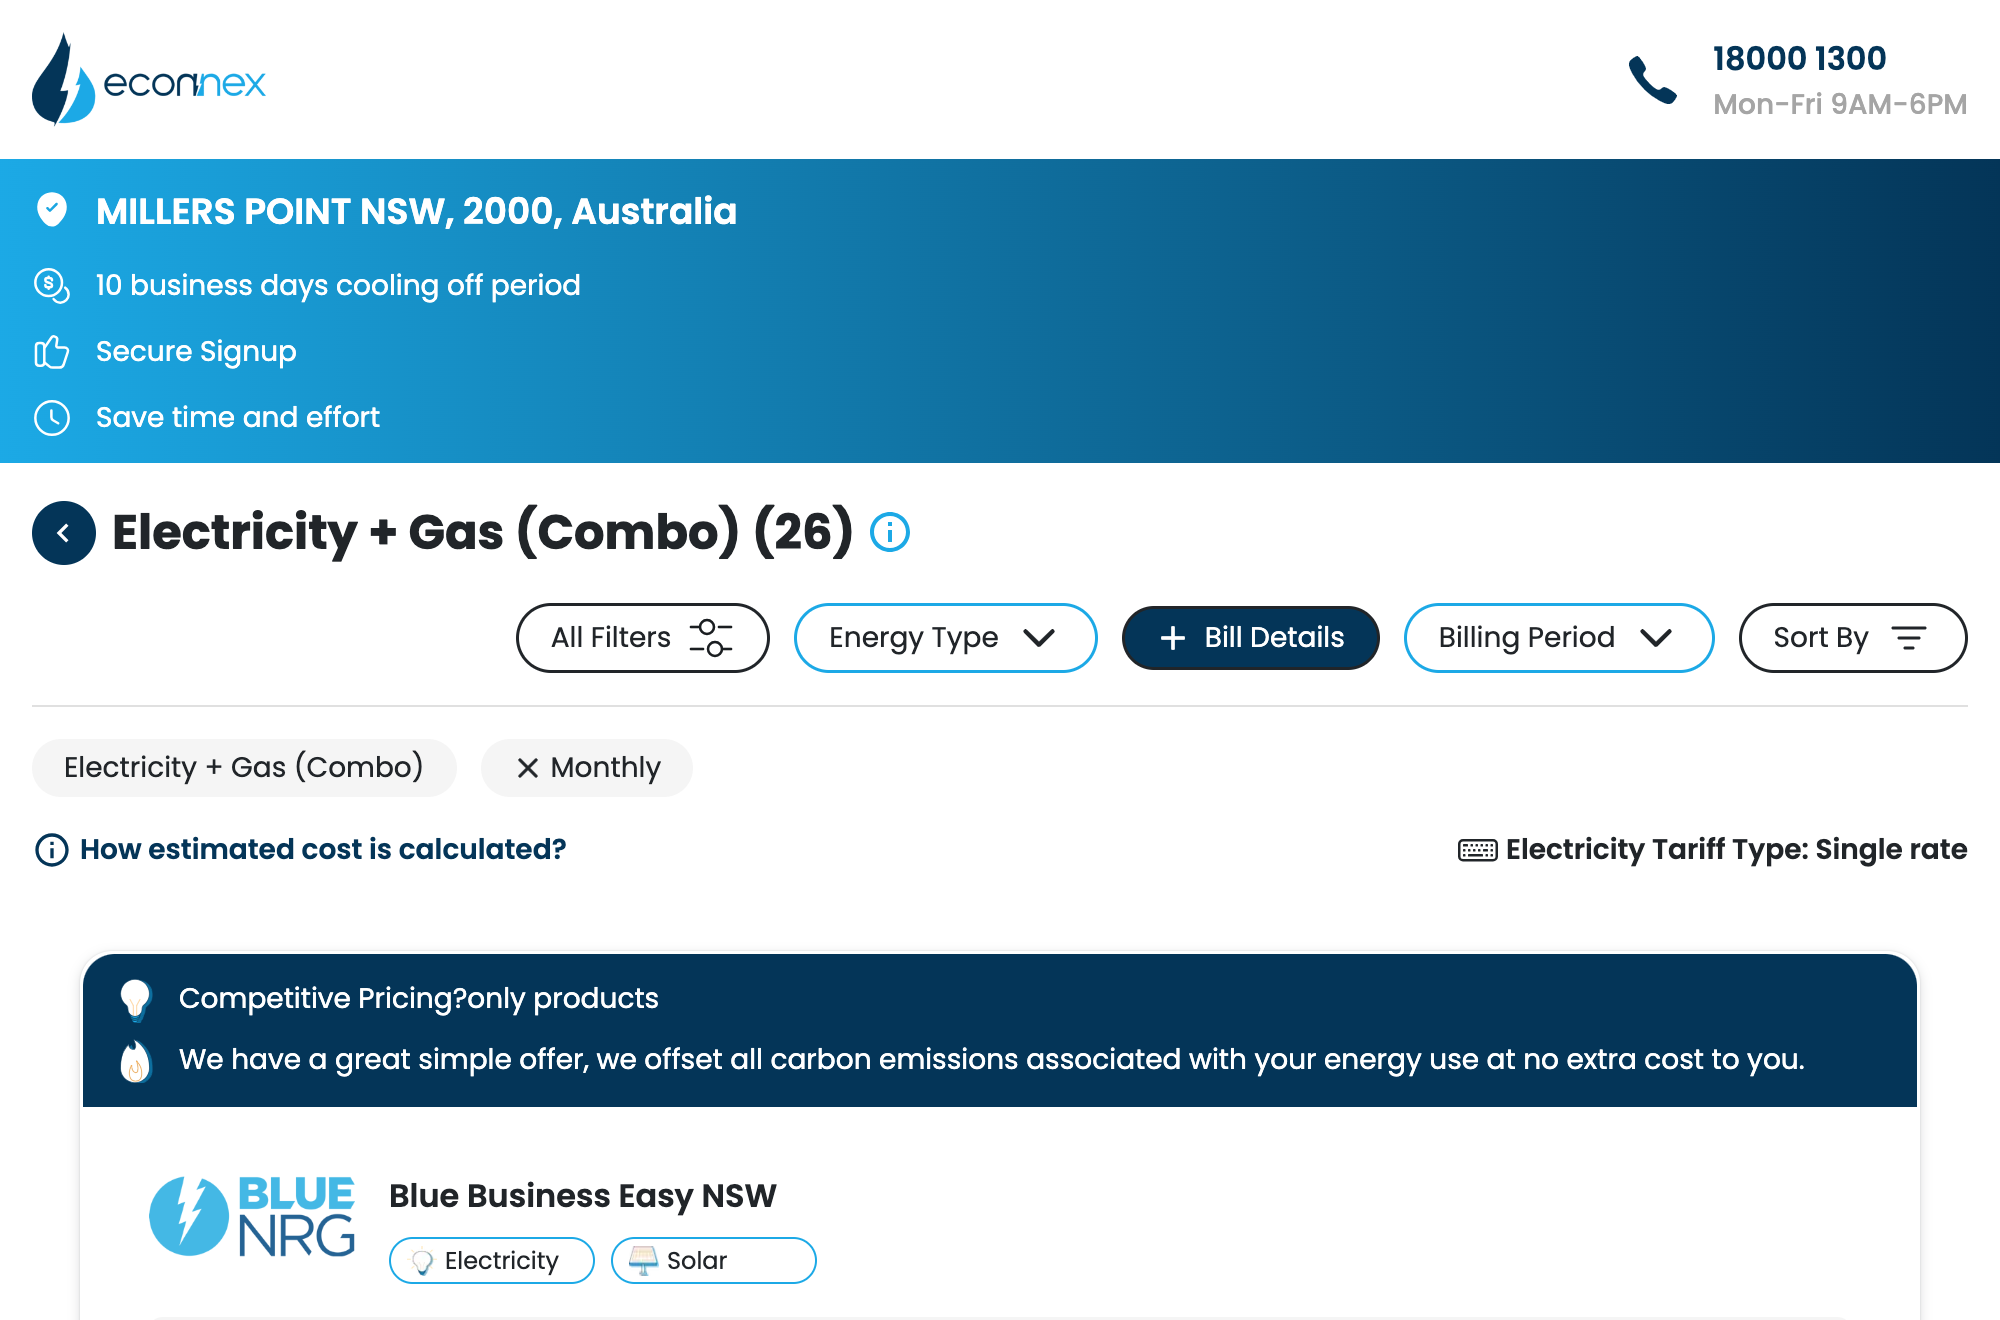 econnex
18000 1300
Mon-Fri 9AM-6PM
MILLERS POINT NSW, 2000, Australia
10 business days cooling off period
Secure Signup
Save time and effort
Electricity + Gas (Combo) (26)
All Filters
Energy Type
+ Bill Details
Billing Period
Sort By
Electricity + Gas (Combo)
Monthly
How estimated cost is calculated?
Electricity Tariff Type: Single rate
Competitive Pricing?only products
We have a great simple offer, we offset all carbon emissions associated with your energy use at no extra cost to you.
BLUE
NRG
Blue Business Easy NSW
Electricity
Solar